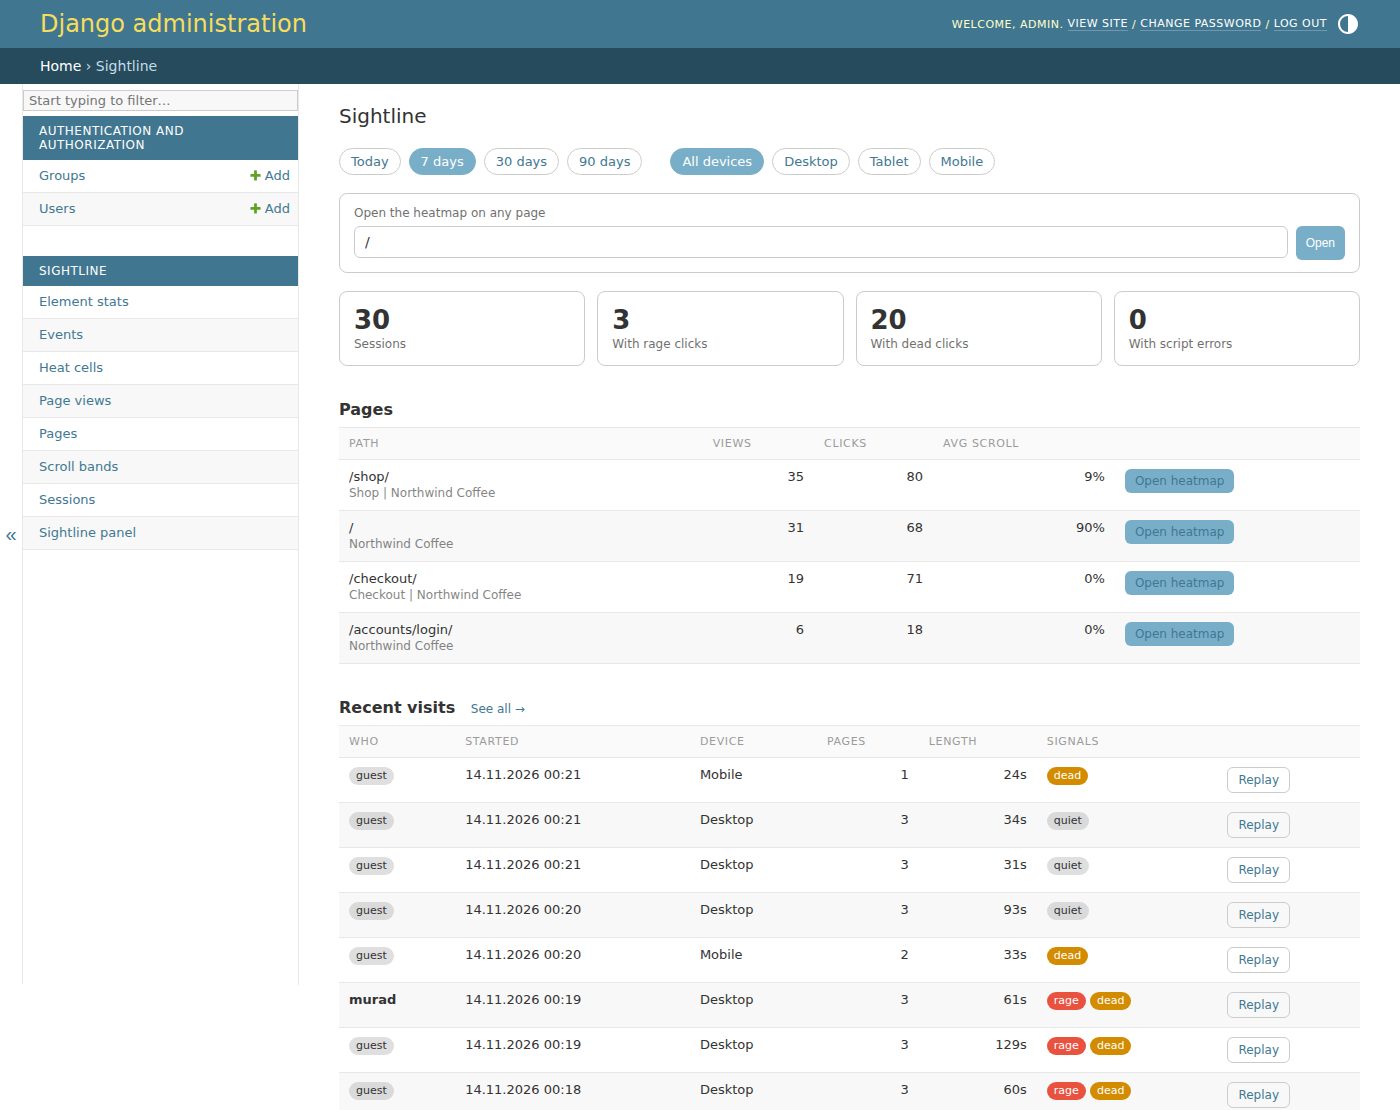 Django administration
WELCOME, ADMIN. VIEW SITE / CHANGE PASSWORD / LOG OUT
Home › Sightline
Start typing to filter…
AUTHENTICATION AND
AUTHORIZATION
Groups Add
Users Add
SIGHTLINE
Element stats
Events
Heat cells
Page views
Pages
Scroll bands
Sessions
Sightline panel
«
Sightline
Today 7 days 30 days 90 days All devices Desktop Tablet Mobile
Open the heatmap on any page
/ Open
30 3 20 0
Sessions With rage clicks With dead clicks With script errors
Pages
PATH VIEWS CLICKS AVG SCROLL
/shop/ 35 80 9% Open heatmap
Shop | Northwind Coffee
/ 31 68 90% Open heatmap
Northwind Coffee
/checkout/ 19 71 0% Open heatmap
Checkout | Northwind Coffee
/accounts/login/ 6 18 0% Open heatmap
Northwind Coffee
Recent visits See all →
WHO STARTED DEVICE PAGES LENGTH SIGNALS
guest 14.11.2026 00:21 Mobile 1 24s dead Replay
guest 14.11.2026 00:21 Desktop 3 34s quiet Replay
guest 14.11.2026 00:21 Desktop 3 31s quiet Replay
guest 14.11.2026 00:20 Desktop 3 93s quiet Replay
guest 14.11.2026 00:20 Mobile 2 33s dead Replay
murad 14.11.2026 00:19 Desktop 3 61s rage dead Replay
guest 14.11.2026 00:19 Desktop 3 129s rage dead Replay
guest 14.11.2026 00:18 Desktop 3 60s rage dead Replay